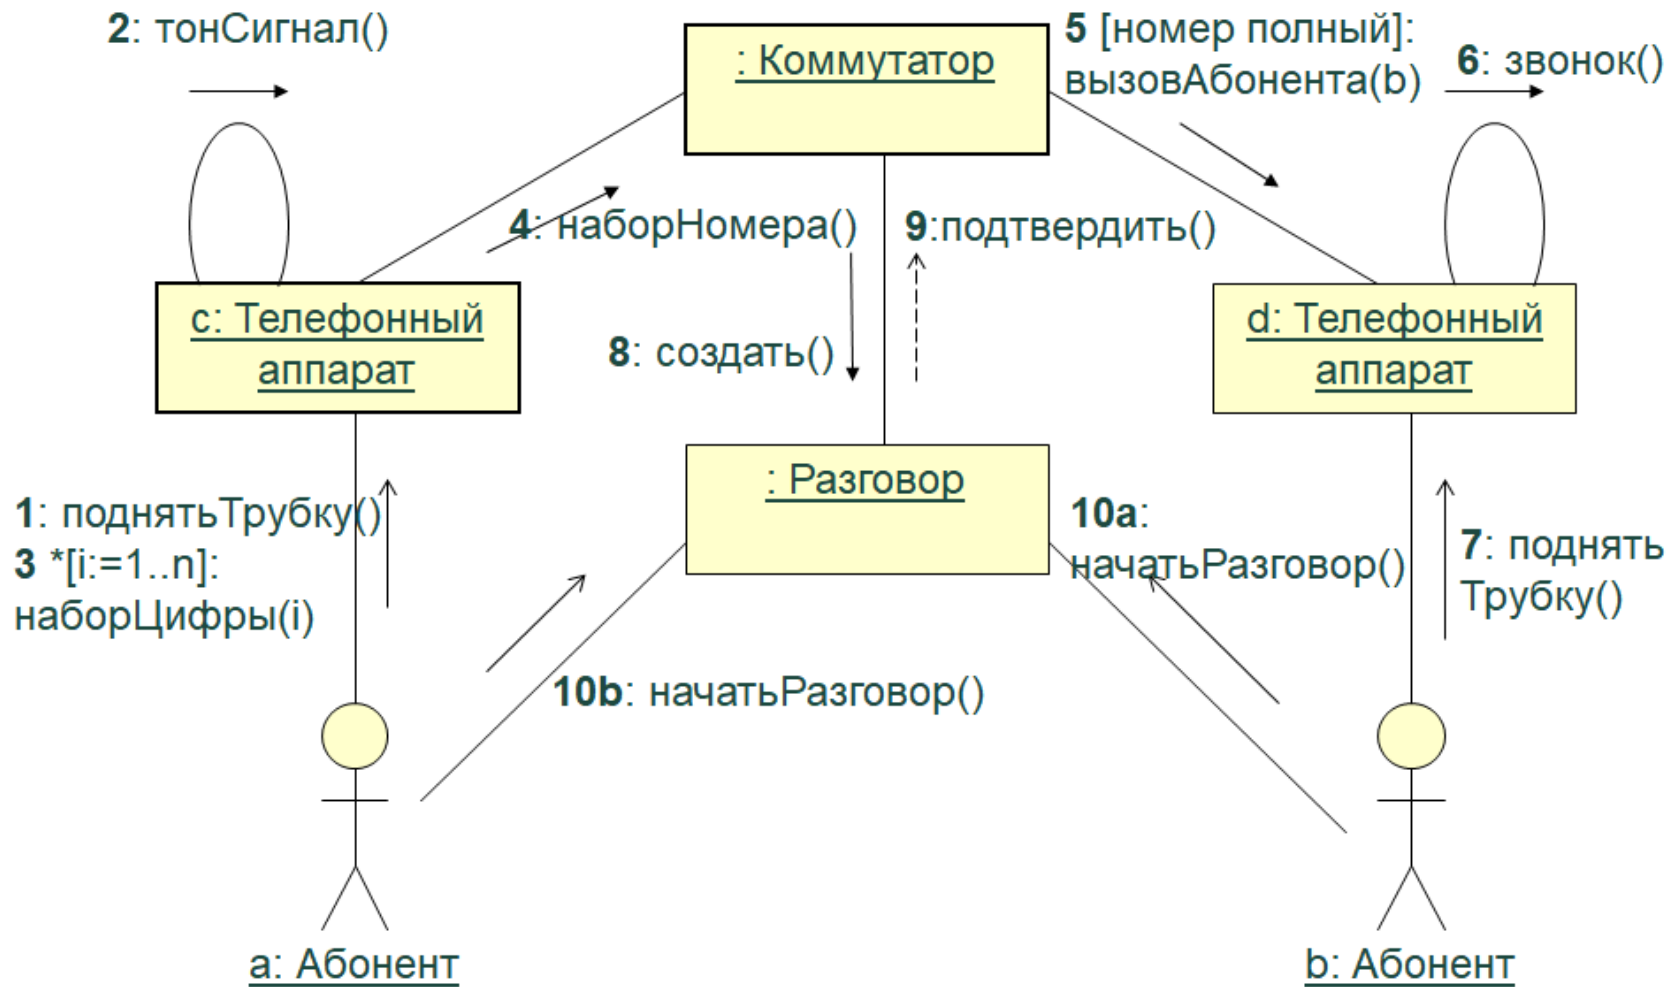 2: тонСигнал()
: Коммутатор
5 [номер полный]:
вызовАбонента(b)
6: звонок()
4: наборНомера()
9:подтвердить()
c: Телефонный
аппарат
8: создать()
d: Телефонный
аппарат
: Разговор
1: поднятьТрубку()
3 *[i:=1..n]:
наборЦифры(i)
10a:
начатьРазговор()
7: поднять
Трубку()
10b: начатьРазговор()
a: Абонент
b: Абонент